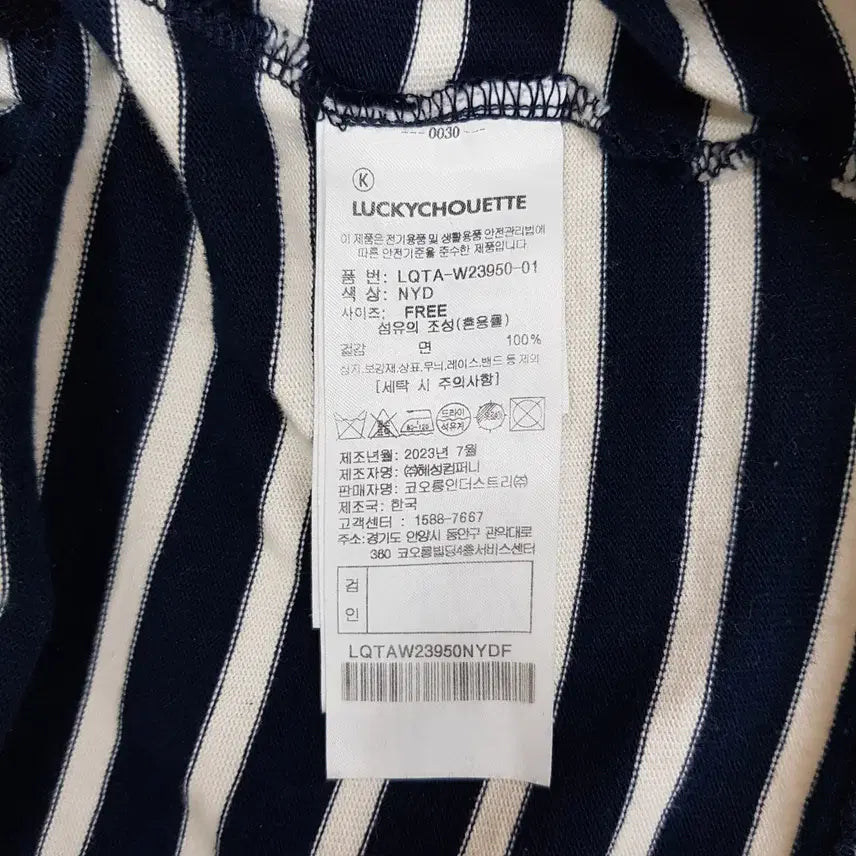 --- 0030 ---
K
LUCKYCHOUETTE
이 제품은 전기용품 및 생활용품 안전관리법에
따른 안전기준을 준수한 제품입니다
품 번: LQTA-W23950-01
색 상: NYD
사이즈: FREE
섬유의 조성(혼용률)
겉감 면 100%
심지,보강재,상표,무늬,레이스,밴드 등 제외
[세탁 시 주의사항]
드라이
석유계
80~120
제조년월: 2023년 7월
제조자명: ㈜혜성컴퍼니
판매자명: 코오롱인더스트리㈜
제조국: 한국
고객센터 : 1588-7667
주소:경기도 안양시 동안구 관악대로
360 코오롱빌딩4층서비스센터
검
인
LQTAW23950NYDF